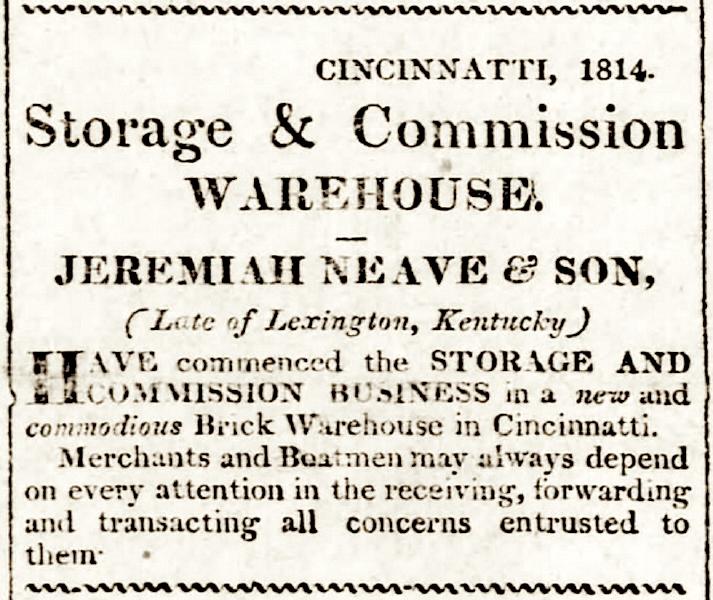 CINCINNATTI, 1814.
Storage & Commission
WAREHOUSE.
JEREMIAH NEAVE & SON,
(Late of Lexington, Kentucky)
HAVE commenced the STORAGE AND
COMMISSION BUSINESS in a new and
commodious Brick Warehouse in Cincinnatti.
Merchants and Boatmen may always depend
on every attention in the receiving, forwarding
and transacting all concerns entrusted to
them·